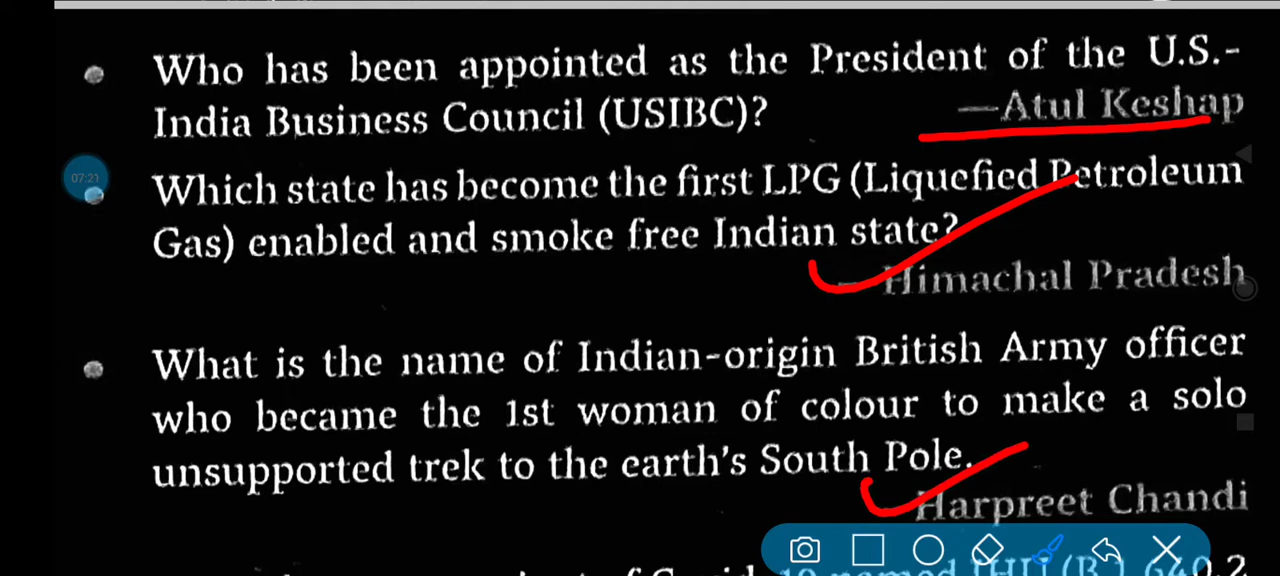 Who has been appointed as the President of the U.S.-
India Business Council (USIBC)? —Atul Keshap
07:21
Which state has become the first LPG (Liquefied Petroleum
Gas) enabled and smoke free Indian state?
— Himachal Pradesh
What is the name of Indian-origin British Army officer
who became the 1st woman of colour to make a solo
unsupported trek to the earth's South Pole.
Harpreet Chandi